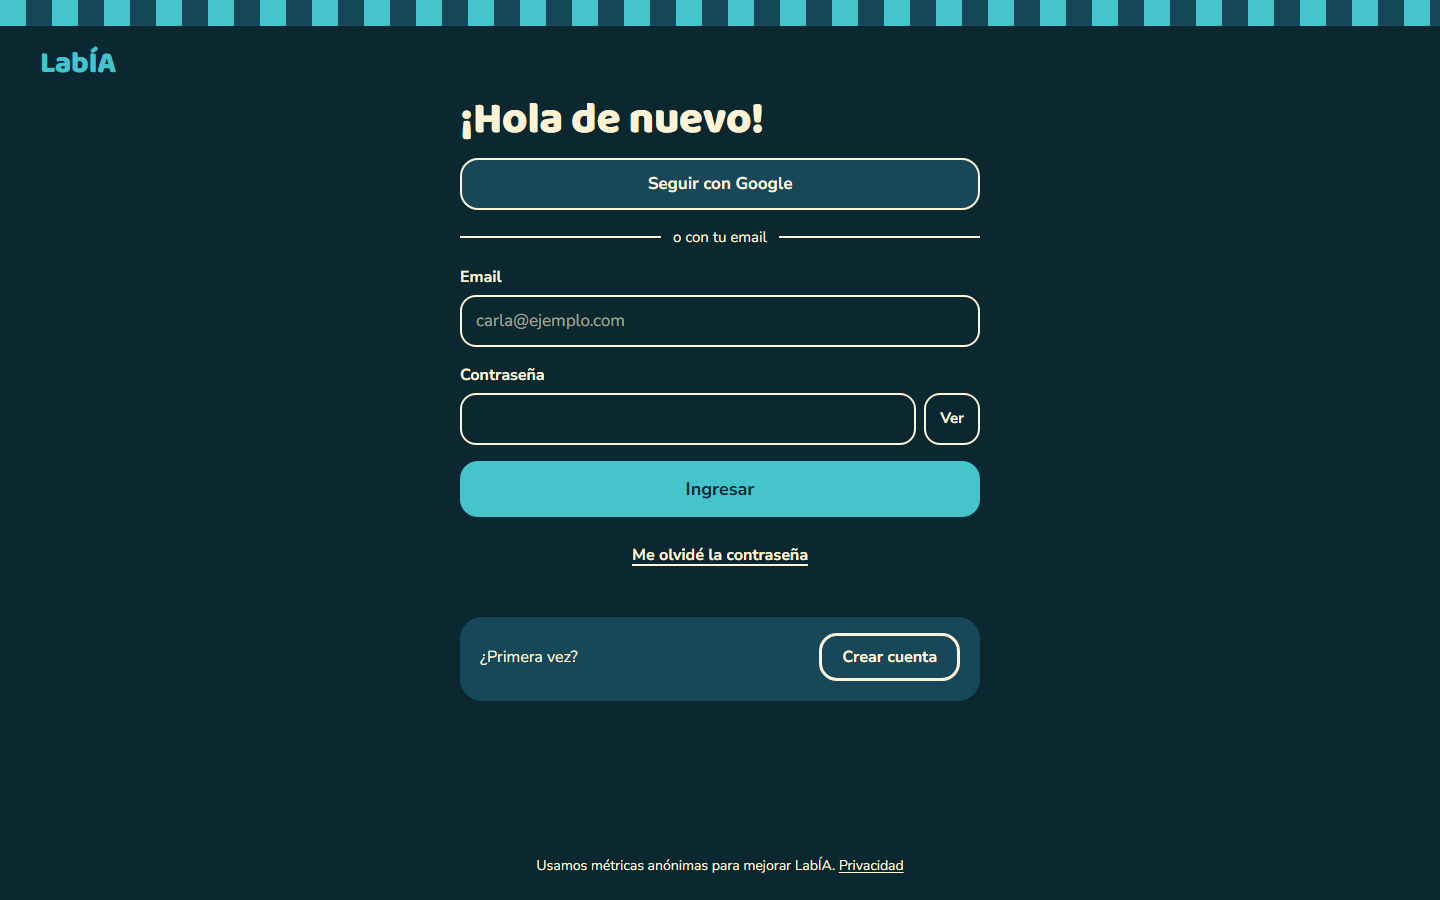 LabÍA
¡Hola de nuevo!
Seguir con Google
o con tu email
Email
carla@ejemplo.com
Contraseña
Ver
Ingresar
Me olvidé la contraseña
¿Primera vez?
Crear cuenta
Usamos métricas anónimas para mejorar LabÍA. Privacidad